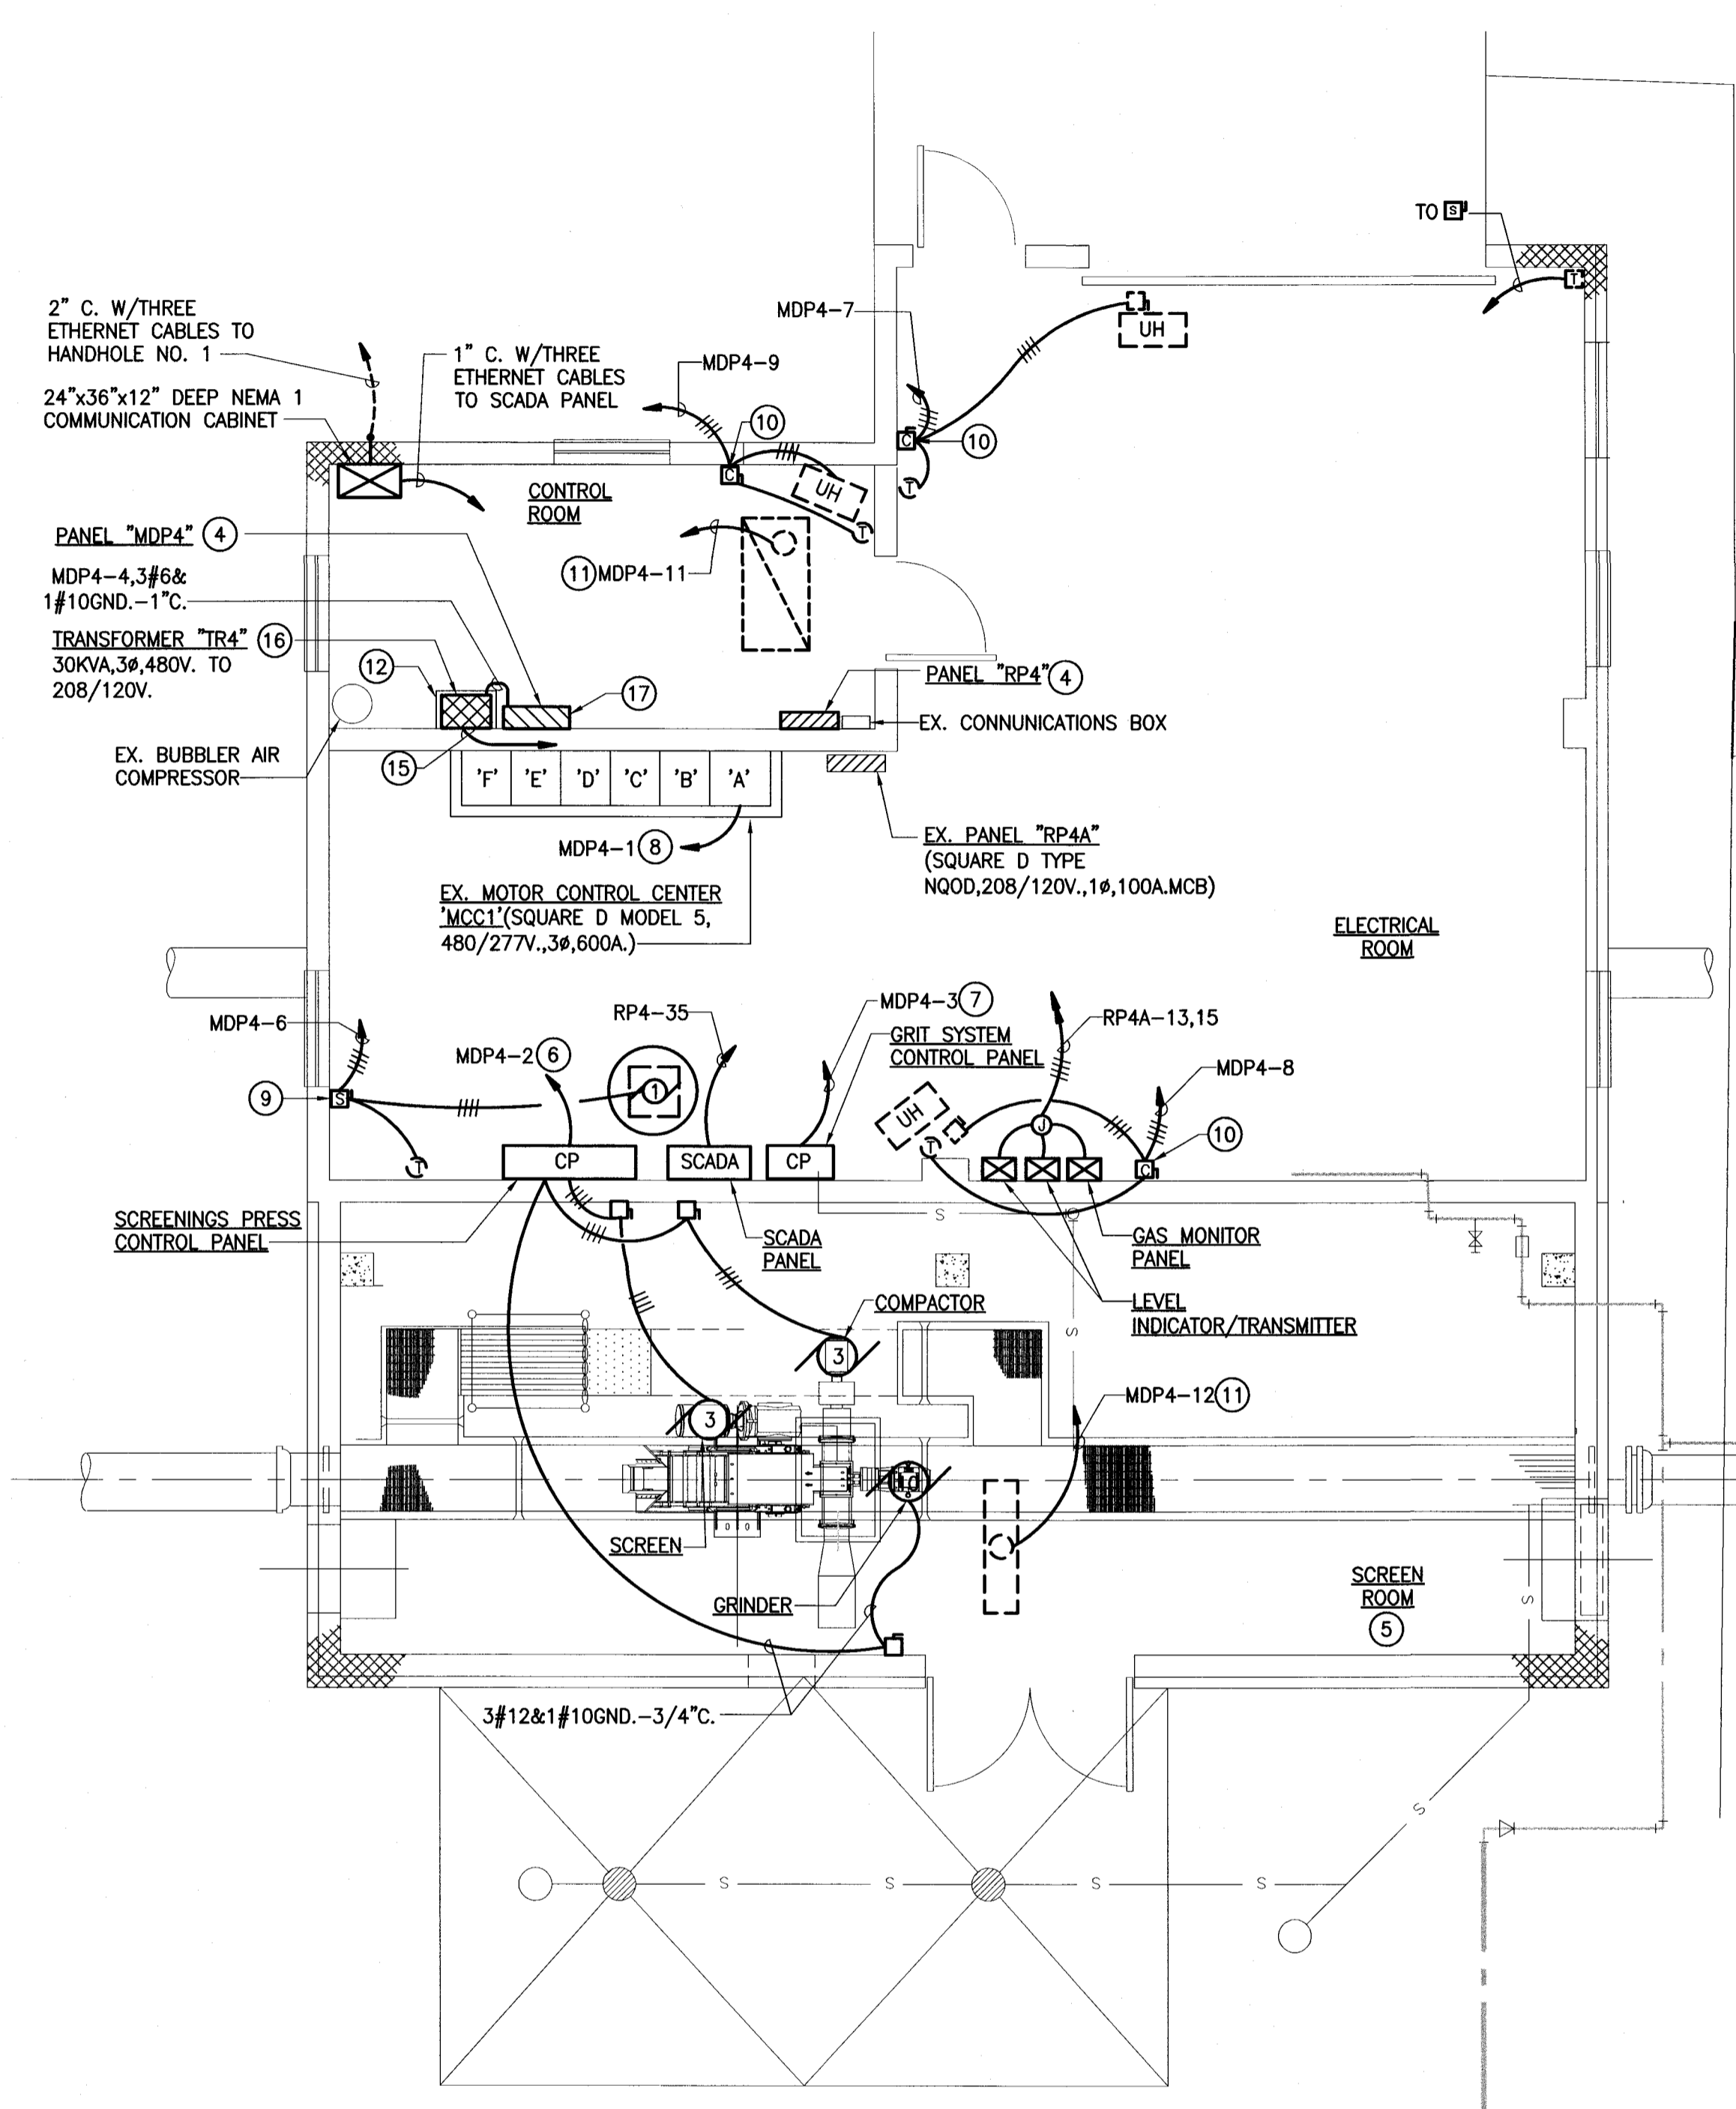 TO S
T
2" C. W/THREE
ETHERNET CABLES TO
HANDHOLE NO. 1
24"x36"x12" DEEP NEMA 1
COMMUNICATION CABINET
1" C. W/THREE
ETHERNET CABLES
TO SCADA PANEL
MDP4-7
UH
MDP4-9
10
C
10
C
T
UH
T
CONTROL
ROOM
PANEL "MDP4" 4
MDP4-4,3#6&
1#10GND.-1"C.
TRANSFORMER "TR4" 16
30KVA,3ø,480V. TO
208/120V.
11 MDP4-11
12
17
PANEL "RP4" 4
EX. CONNUNICATIONS BOX
EX. BUBBLER AIR
COMPRESSOR
15
'F' 'E' 'D' 'C' 'B' 'A'
MDP4-1 8
EX. MOTOR CONTROL CENTER
'MCC1'(SQUARE D MODEL 5,
480/277V.,3ø,600A.)
EX. PANEL "RP4A"
(SQUARE D TYPE
NQOD,208/120V.,1ø,100A.MCB)
ELECTRICAL
ROOM
MDP4-6
9
S
T
MDP4-2 6
RP4-35
1
MDP4-3 7
GRIT SYSTEM
CONTROL PANEL
RP4A-13,15
MDP4-8
UH
T
J
10
C
CP
SCADA
CP
SCREENINGS PRESS
CONTROL PANEL
SCADA
PANEL
S
GAS MONITOR
PANEL
LEVEL
INDICATOR/TRANSMITTER
S
COMPACTOR
3
3
MDP4-12 11
10
SCREEN
GRINDER
SCREEN
ROOM
5
S
3#12&1#10GND.-3/4"C.
S
S
S
S
S